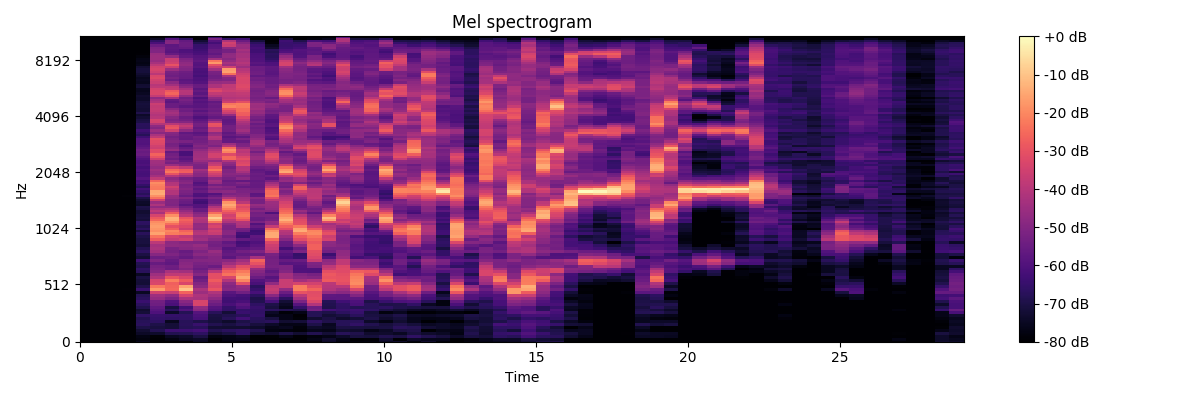 Mel spectrogram
Hz
8192
4096
2048
1024
512
0
0 5 10 15 20 25
Time
+0 dB
-10 dB
-20 dB
-30 dB
-40 dB
-50 dB
-60 dB
-70 dB
-80 dB